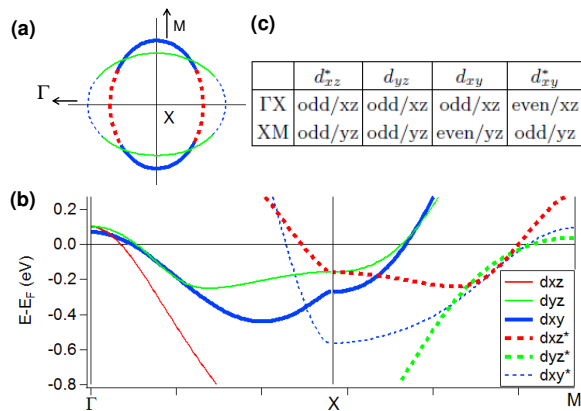 (a)
M
Γ
X
(c)
d*xz dyz dxy d*xy
ΓX odd/xz odd/xz odd/xz even/xz
XM odd/yz odd/yz even/yz odd/yz
(b)
E-EF (eV)
0.2
0.0
-0.2
-0.4
-0.6
-0.8
dxz
dyz
dxy
dxz*
dyz*
dxy*
Γ X M